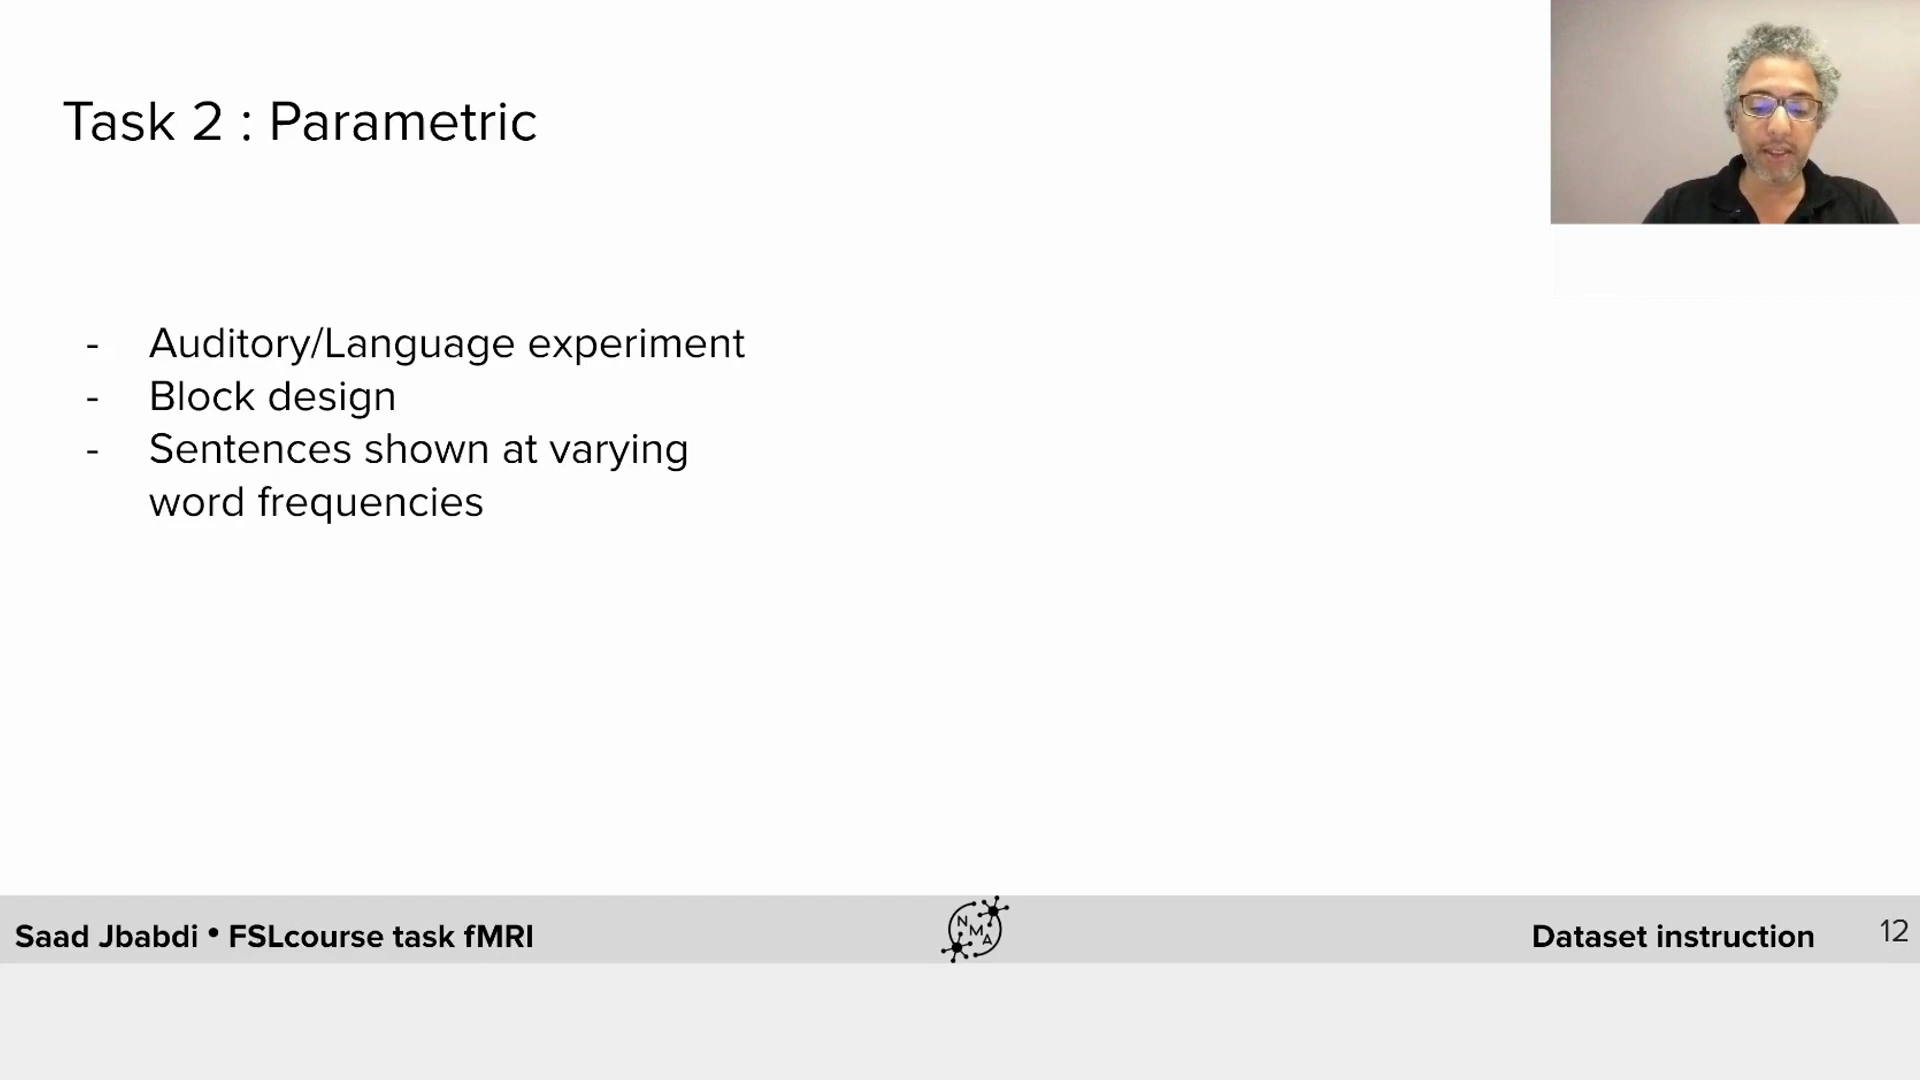 Task 2 : Parametric
- Auditory/Language experiment
- Block design
- Sentences shown at varying
word frequencies
Saad Jbabdi • FSLcourse task fMRI
NMA
Dataset instruction
12